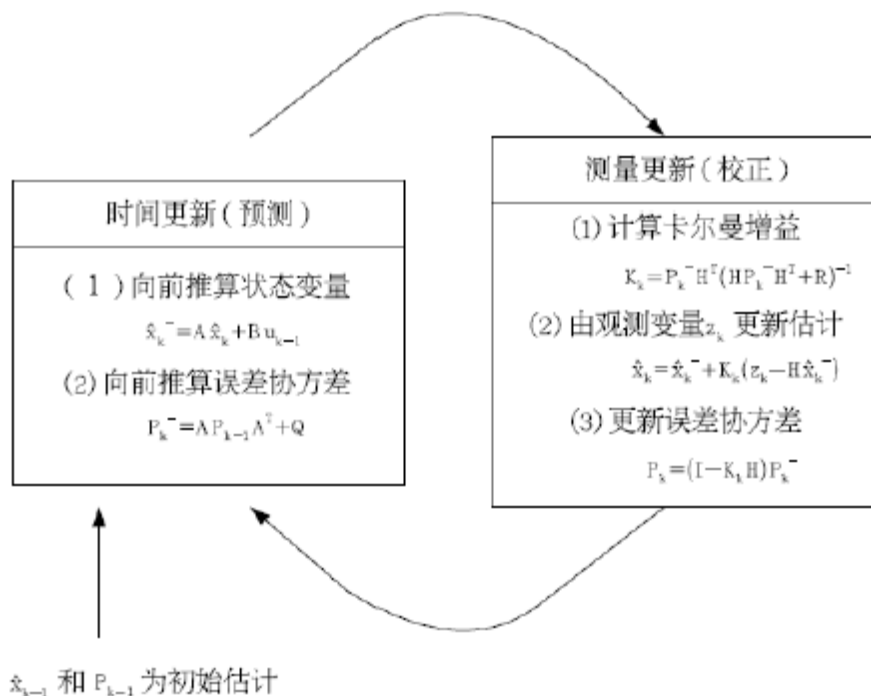 时间更新(预测)
(1)向前推算状态变量
x̂ₖ⁻=Ax̂ₖ+Buₖ₋₁
(2)向前推算误差协方差
Pₖ⁻=APₖ₋₁Aᵀ+Q
测量更新(校正)
(1)计算卡尔曼增益
Kₖ=Pₖ⁻Hᵀ(HPₖ⁻Hᵀ+R)⁻¹
(2)由观测变量zₖ更新估计
x̂ₖ=x̂ₖ⁻+Kₖ(zₖ−Hx̂ₖ⁻)
(3)更新误差协方差
Pₖ=(I−KₖH)Pₖ⁻
x̂ₖ₋₁ 和 Pₖ₋₁ 为初始估计